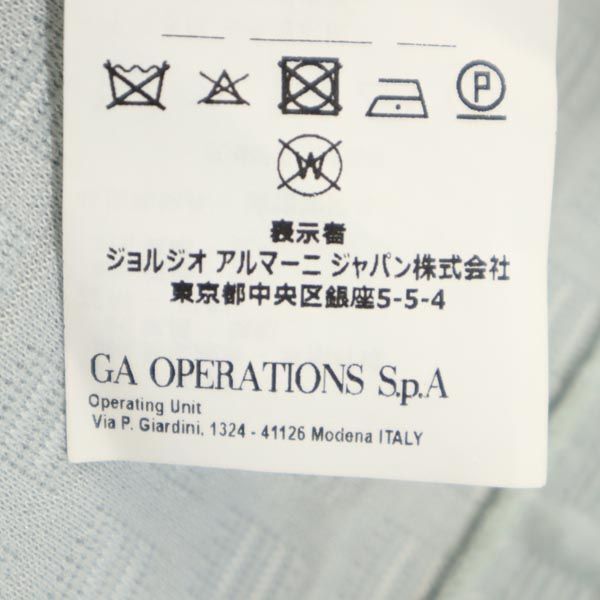 P
W
表示者
ジョルジオ アルマーニ ジャパン株式会社
東京都中央区銀座5-5-4
GA OPERATIONS S.p.A
Operating Unit
Via P. Giardini, 1324 - 41126 Modena ITALY